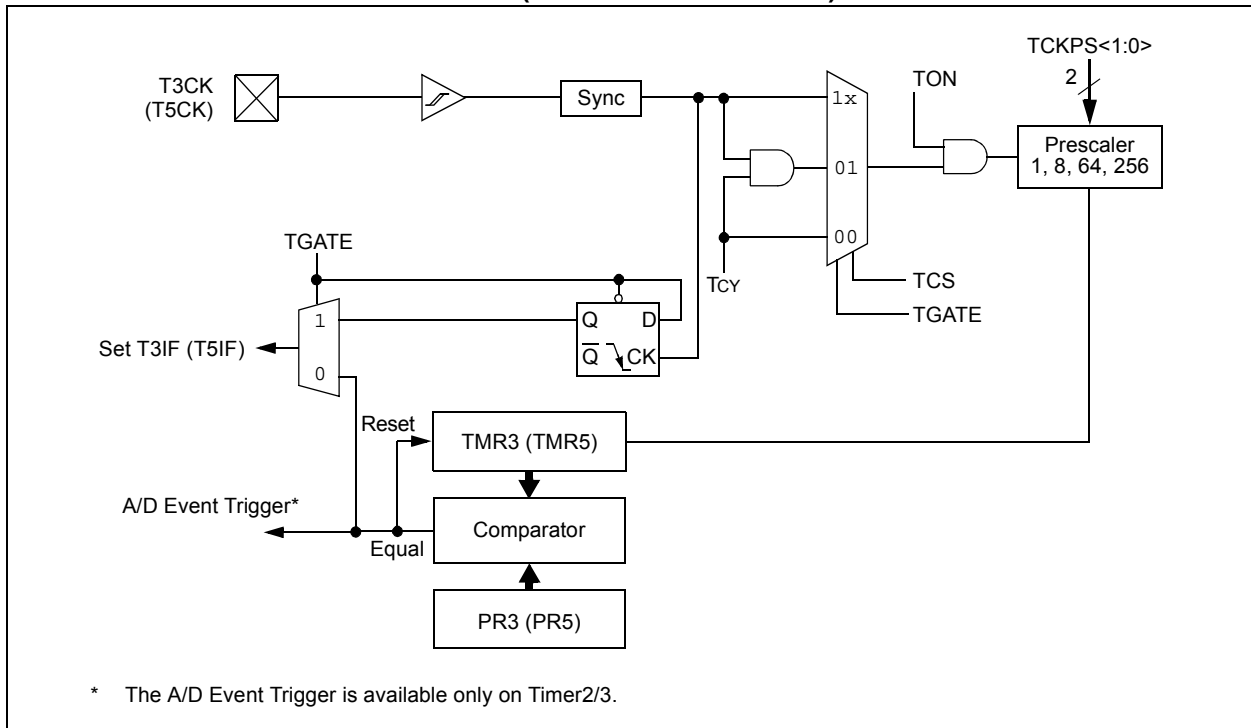 TCKPS<1:0>
2
T3CK
(T5CK)
Sync
TON
1x
01
00
Prescaler
1, 8, 64, 256
TCY
TCS
TGATE
TGATE
1
0
Q
D
Q
CK
Set T3IF (T5IF)
Reset
TMR3 (TMR5)
A/D Event Trigger*
Equal
Comparator
PR3 (PR5)
* The A/D Event Trigger is available only on Timer2/3.